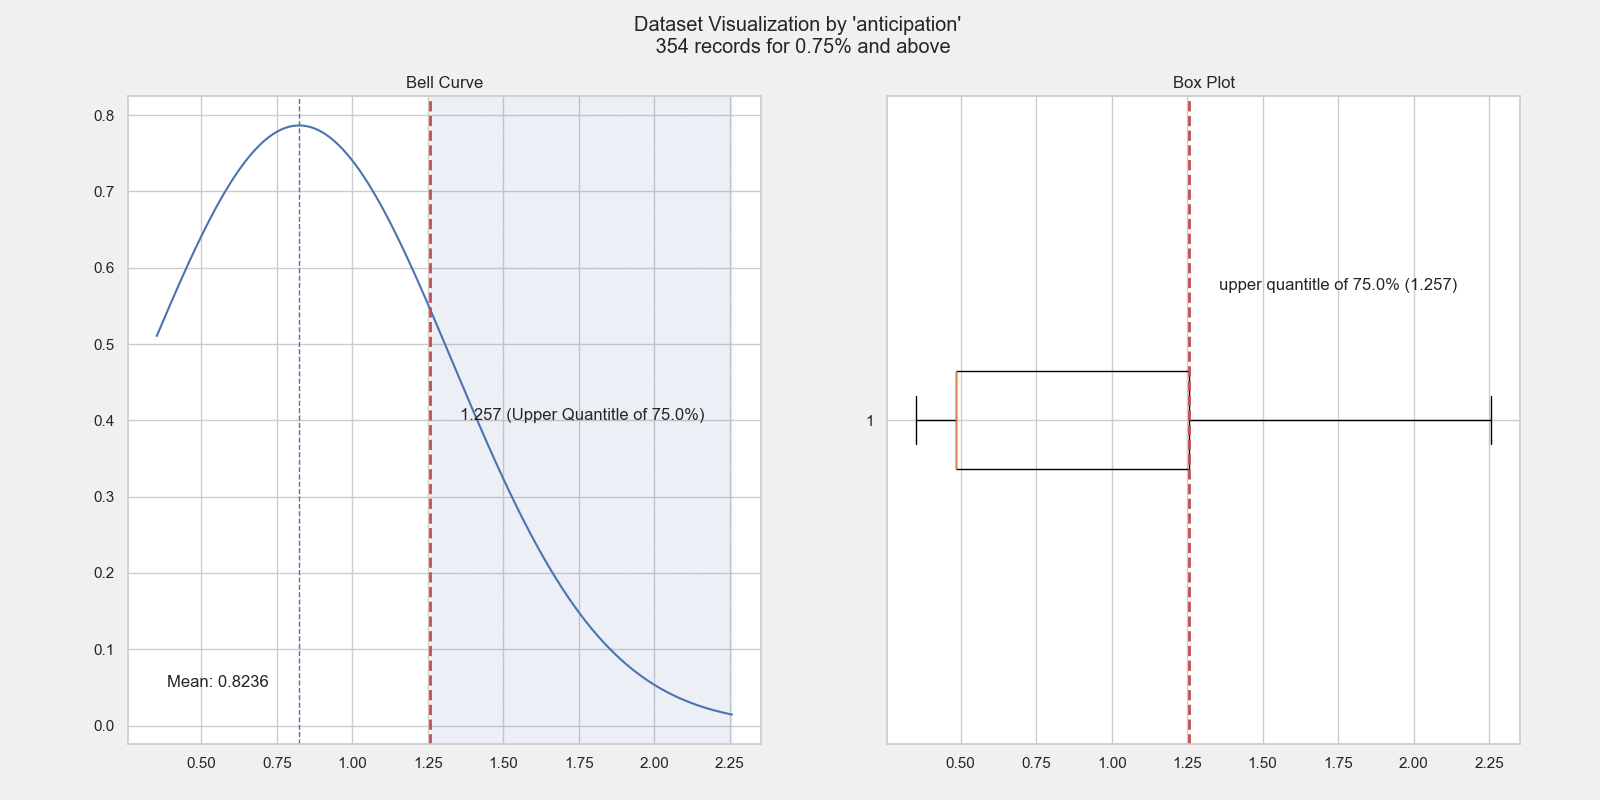 Dataset Visualization by 'anticipation'
354 records for 0.75% and above
Bell Curve
0.8
0.7
0.6
0.5
0.4
0.3
0.2
0.1
0.0
1.257 (Upper Quantitle of 75.0%)
Mean: 0.8236
0.50 0.75 1.00 1.25 1.50 1.75 2.00 2.25
Box Plot
upper quantitle of 75.0% (1.257)
1
0.50 0.75 1.00 1.25 1.50 1.75 2.00 2.25